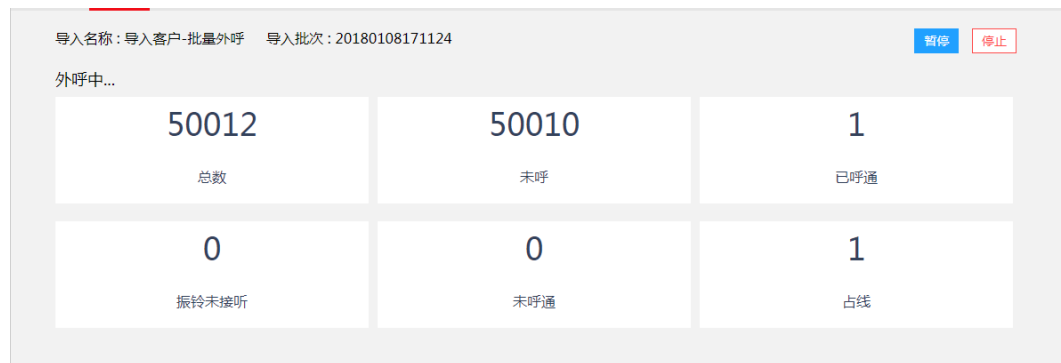 导入名称 : 导入客户-批量外呼 导入批次 : 20180108171124 暂停 停止
外呼中...
50012 50010 1
总数 未呼 已呼通
0 0 1
振铃未接听 未呼通 占线